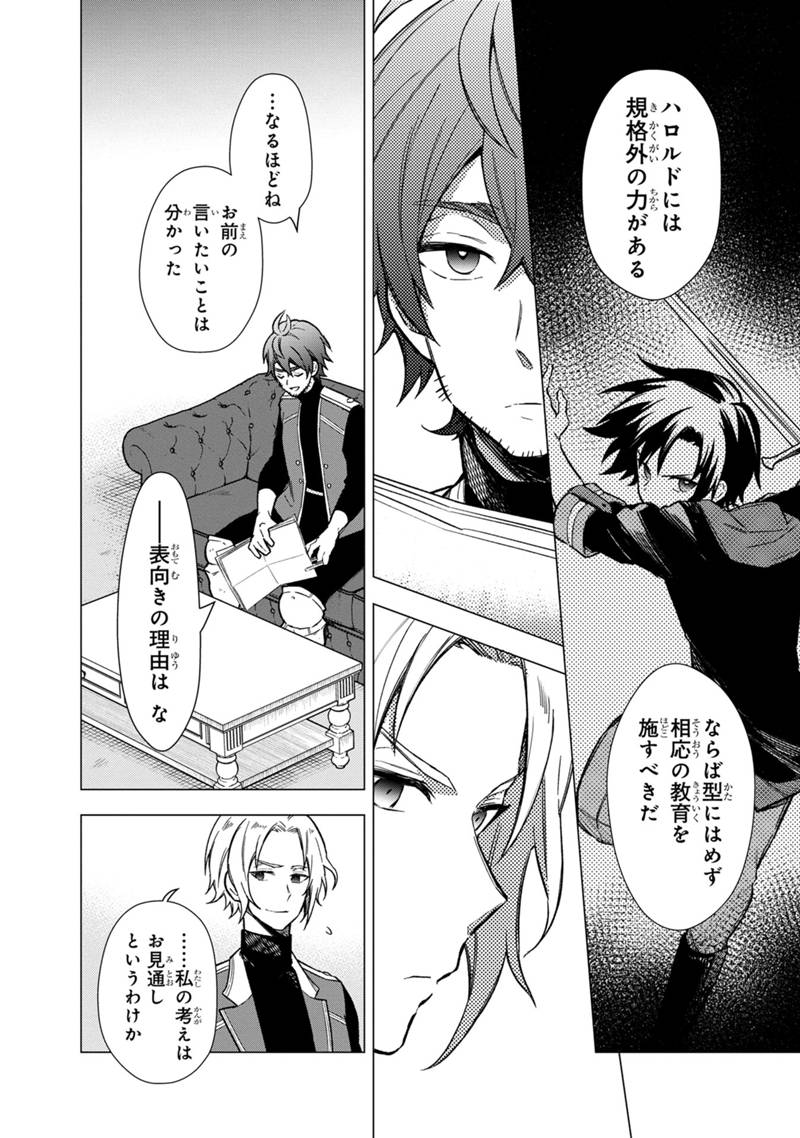 ハロルドには
規格外の力がある
ならば型にはめず
相応の教育を
施すべきだ
…なるほどね
お前の
言いたいことは
分かった
――表向きの理由は な
……私の考えは
お見通し
というわけか